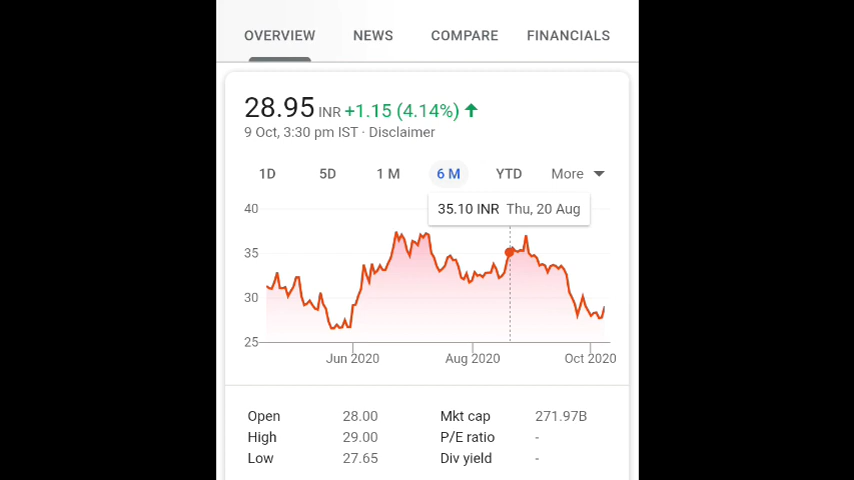 OVERVIEW NEWS COMPARE FINANCIALS
28.95 INR +1.15 (4.14%) ↑
9 Oct, 3:30 pm IST · Disclaimer
1D 5D 1 M 6 M YTD More
35.10 INR Thu, 20 Aug
40
35
30
25
Jun 2020 Aug 2020 Oct 2020
Open 28.00 Mkt cap 271.97B
High 29.00 P/E ratio -
Low 27.65 Div yield -